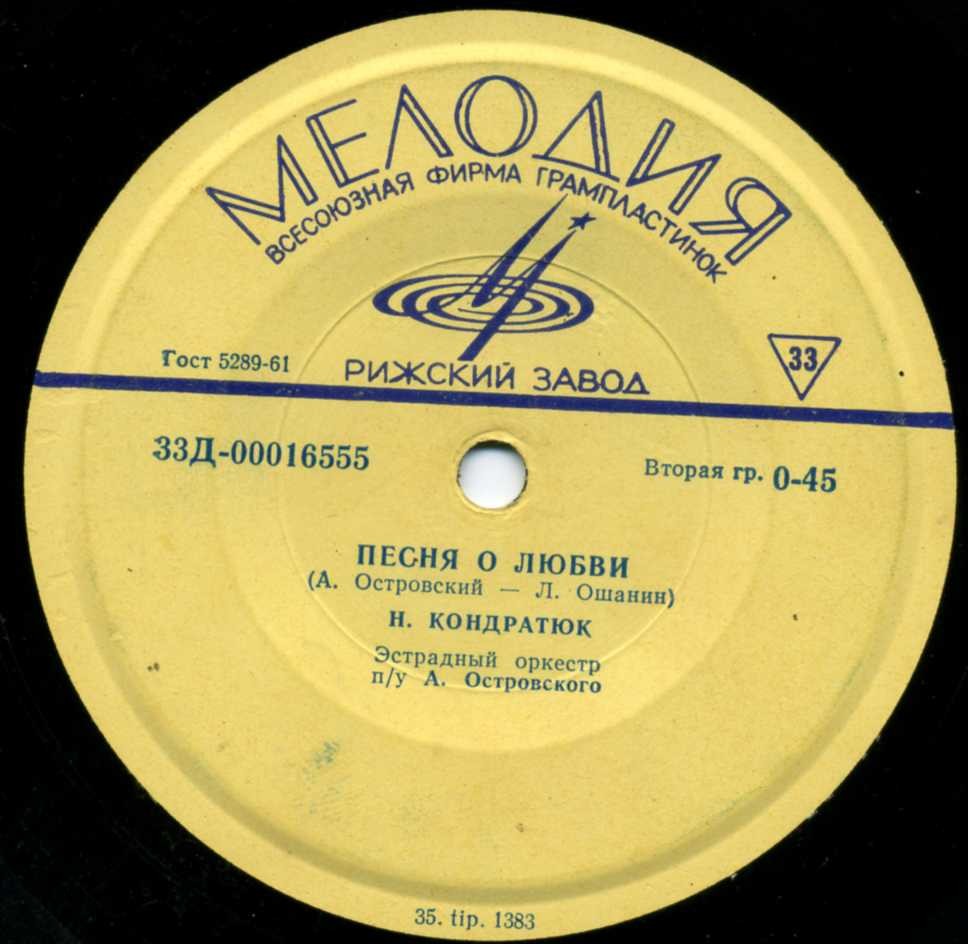 МЕЛОДИЯ
ВСЕСОЮЗНАЯ ФИРМА ГРАМПЛАСТИНОК
Гост 5289-61
РИЖСКИЙ ЗАВОД
33
33Д-00016555
Вторая гр. 0-45
ПЕСНЯ О ЛЮБВИ
(А. Островский — Л. Ошанин)
Н. КОНДРАТЮК
Эстрадный оркестр
п/у А. Островского
35. tip. 1383